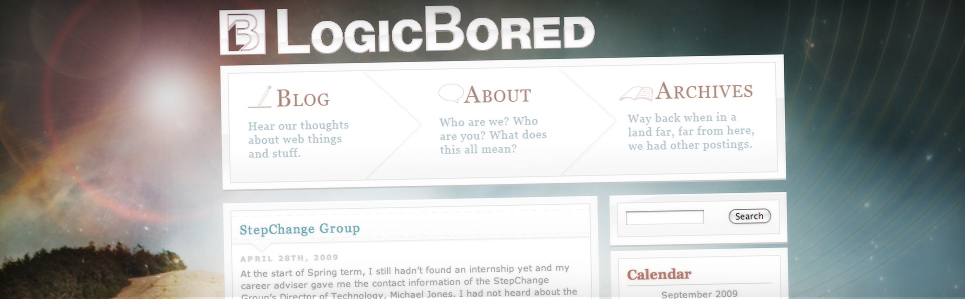 LogicBored
Blog
Hear our thoughts
about web things
and stuff.
About
Who are we? Who
are you? What does
this all mean?
Archives
Way back when in a
land far, far from here,
we had other postings.
StepChange Group
APRIL 28TH, 2009
At the start of Spring term, I still hadn't found an internship yet and my
career adviser gave me the contact information of the StepChange
Group's Director of Technology, Michael Jones. I had not heard about the
Search
Calendar
September 2009